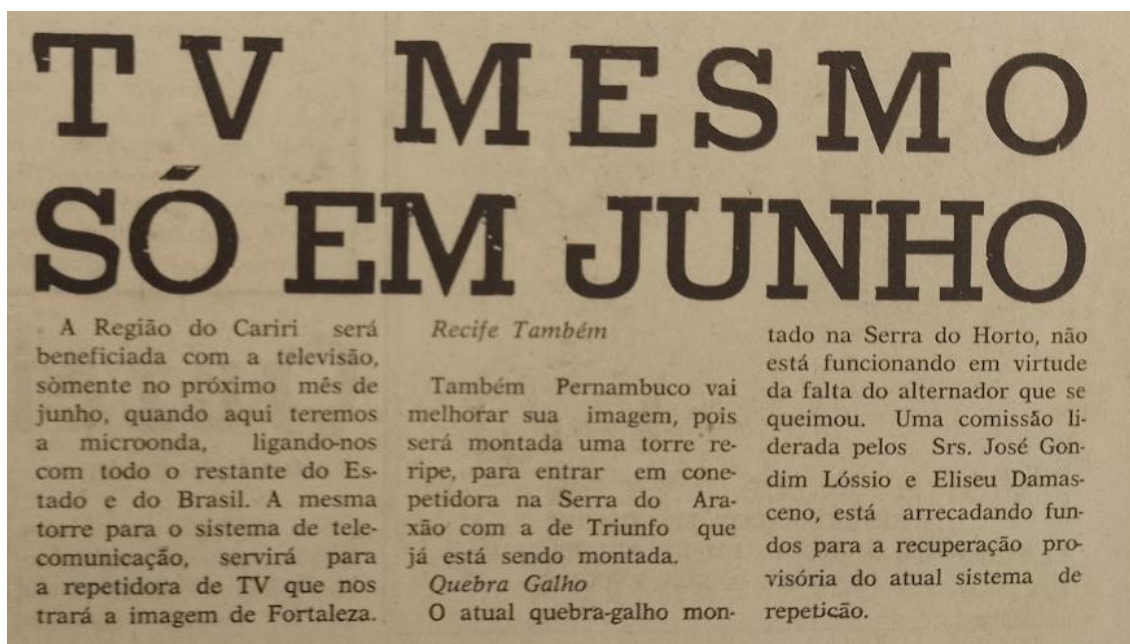 TV MESMO
SÓ EM JUNHO
A Região do Cariri será
beneficiada com a televisão,
sòmente no próximo mês de
junho, quando aqui teremos
a microonda, ligando-nos
com todo o restante do Es-
tado e do Brasil. A mesma
torre para o sistema de tele-
comunicação, servirá para
a repetidora de TV que nos
trará a imagem de Fortaleza.
Recife Também
Também Pernambuco vai
melhorar sua imagem, pois
será montada uma torre re-
ripe, para entrar em cone-
petidora na Serra do Ara-
xão com a de Triunfo que
já está sendo montada.
Quebra Galho
O atual quebra-galho mon-
tado na Serra do Horto, não
está funcionando em virtude
da falta do alternador que se
queimou. Uma comissão li-
derada pelos Srs. José Gon-
dim Lóssio e Eliseu Damas-
ceno, está arrecadando fun-
dos para a recuperação pro-
visória do atual sistema de
repetição.